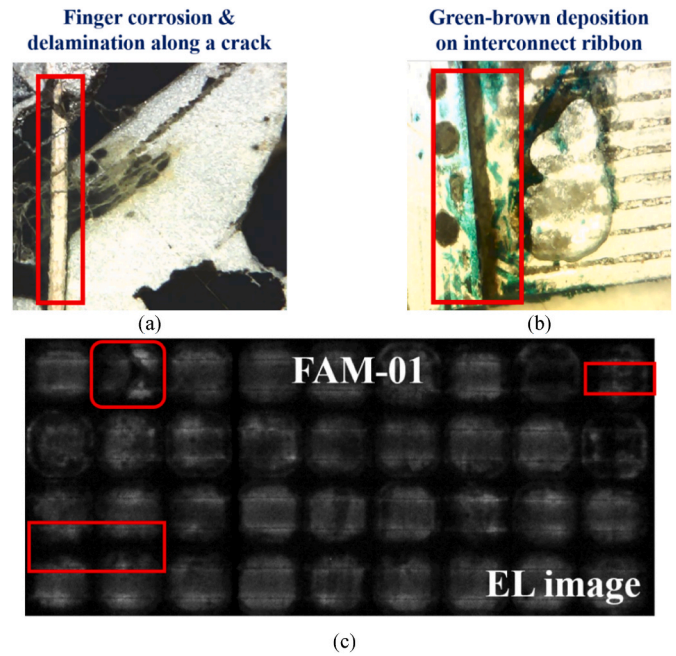 Finger corrosion &
delamination along a crack
Green-brown deposition
on interconnect ribbon
(a)
(b)
FAM-01
EL image
(c)